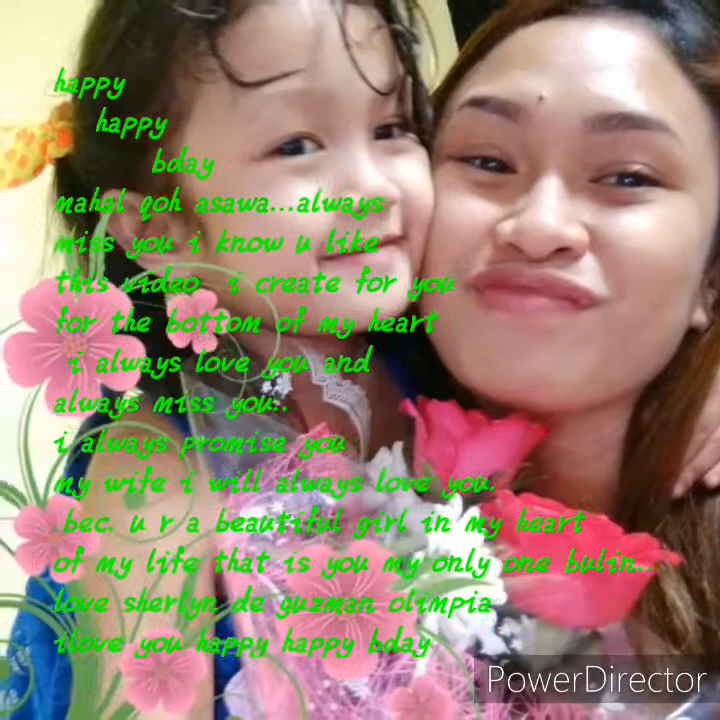 happy
happy
bday
mahal qoh asawa...always
miss you i know u like
this video i create for you
for the bottom of my heart
i always love you and
always miss you..
i always promise you
my wife i will always love you.
bec. u r a beautiful girl in my heart
of my life that is you my only one bulin...
love sherlyn de guzman olimpia
ilove you happy happy bday
PowerDirector